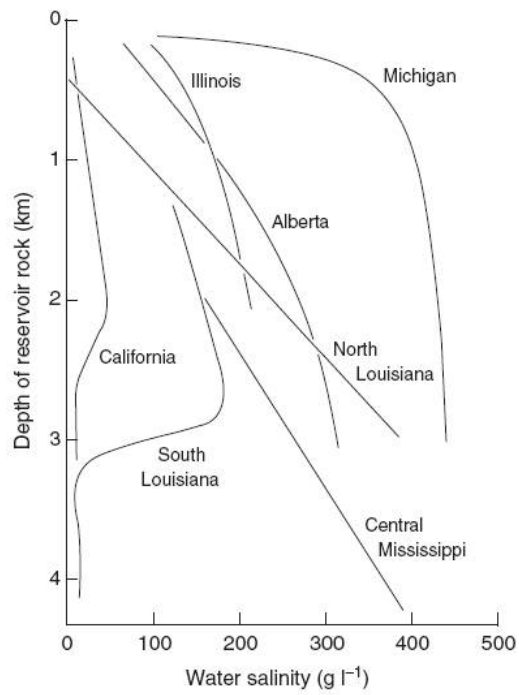 0
Illinois
Michigan
1
Alberta
Depth of reservoir rock (km)
2
California
North
Louisiana
3
South
Louisiana
Central
Mississippi
4
0 100 200 300 400 500
Water salinity (g l⁻¹)